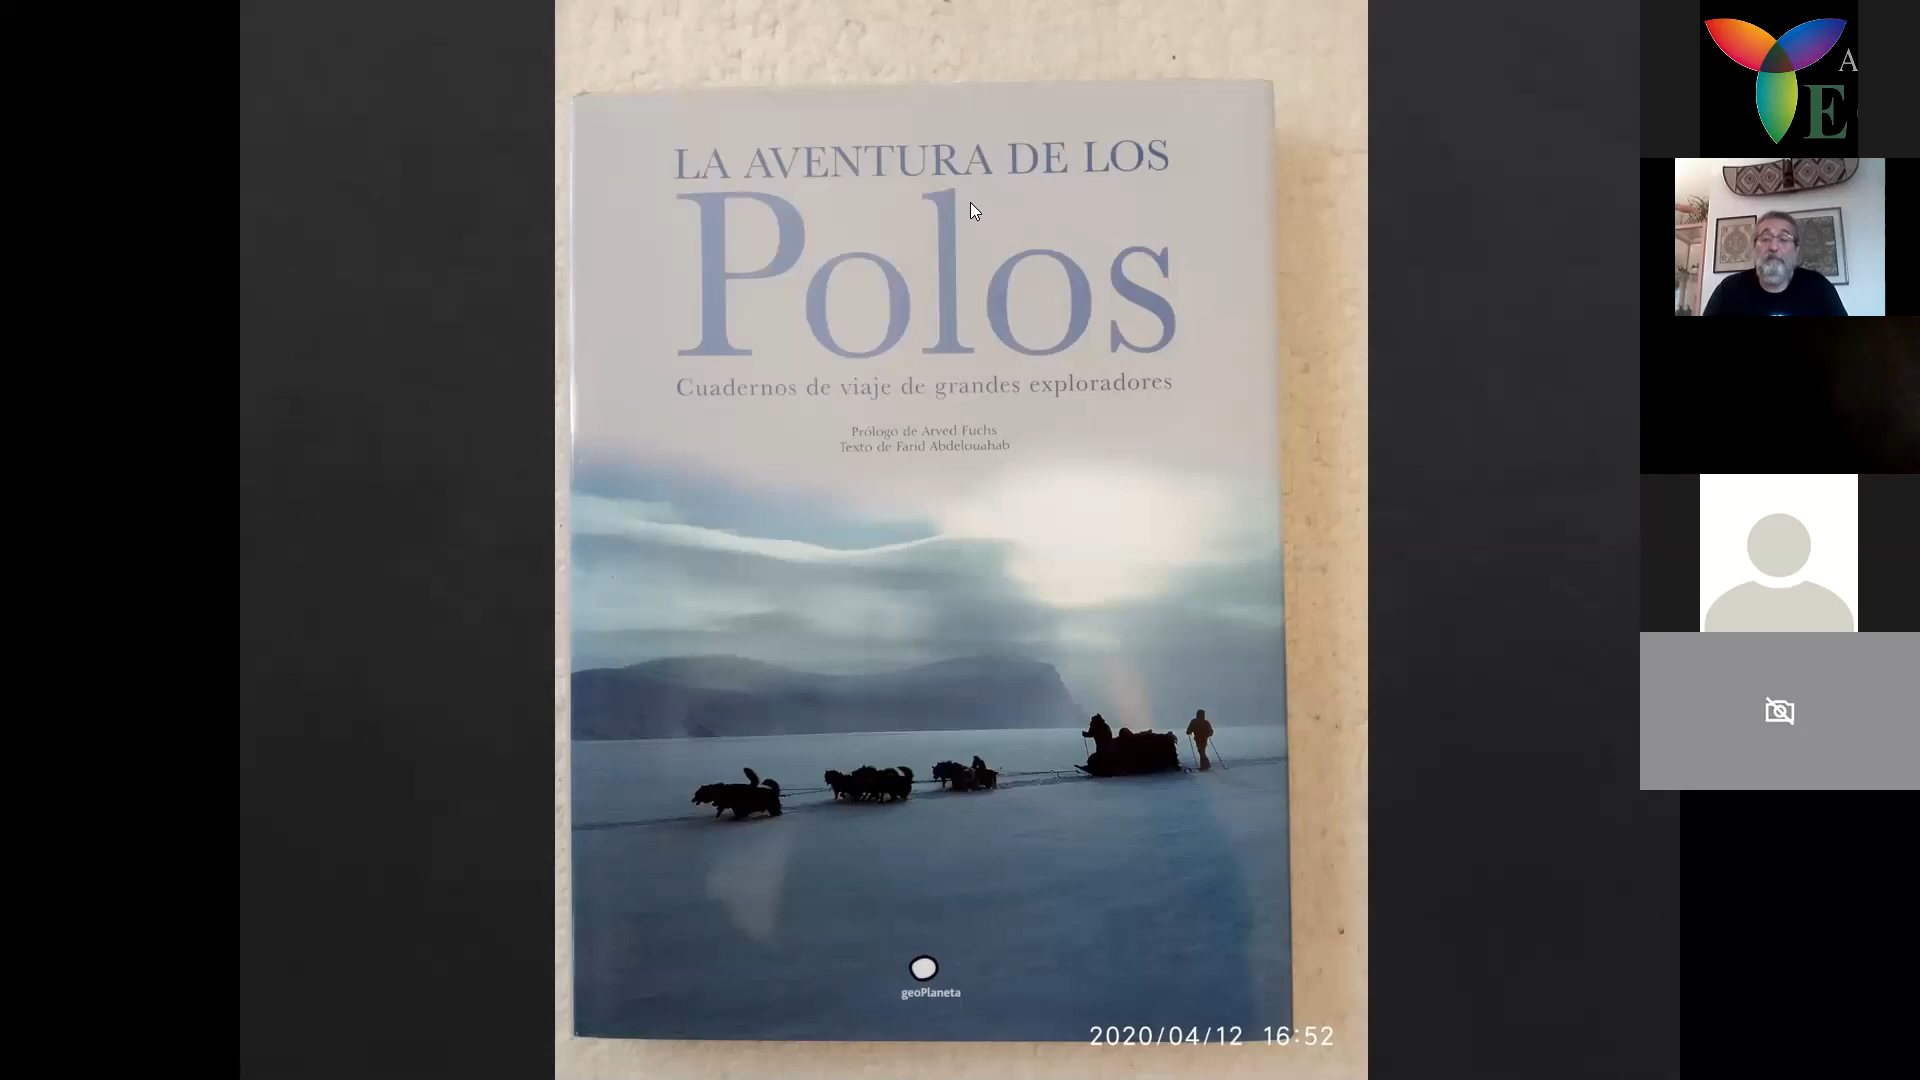 LA AVENTURA DE LOS
Polos
Cuadernos de viaje de grandes exploradores
Prólogo de Arved Fuchs
Texto de Farid Abdelouahab
geoPlaneta
2020/04/12 16:52
A
E